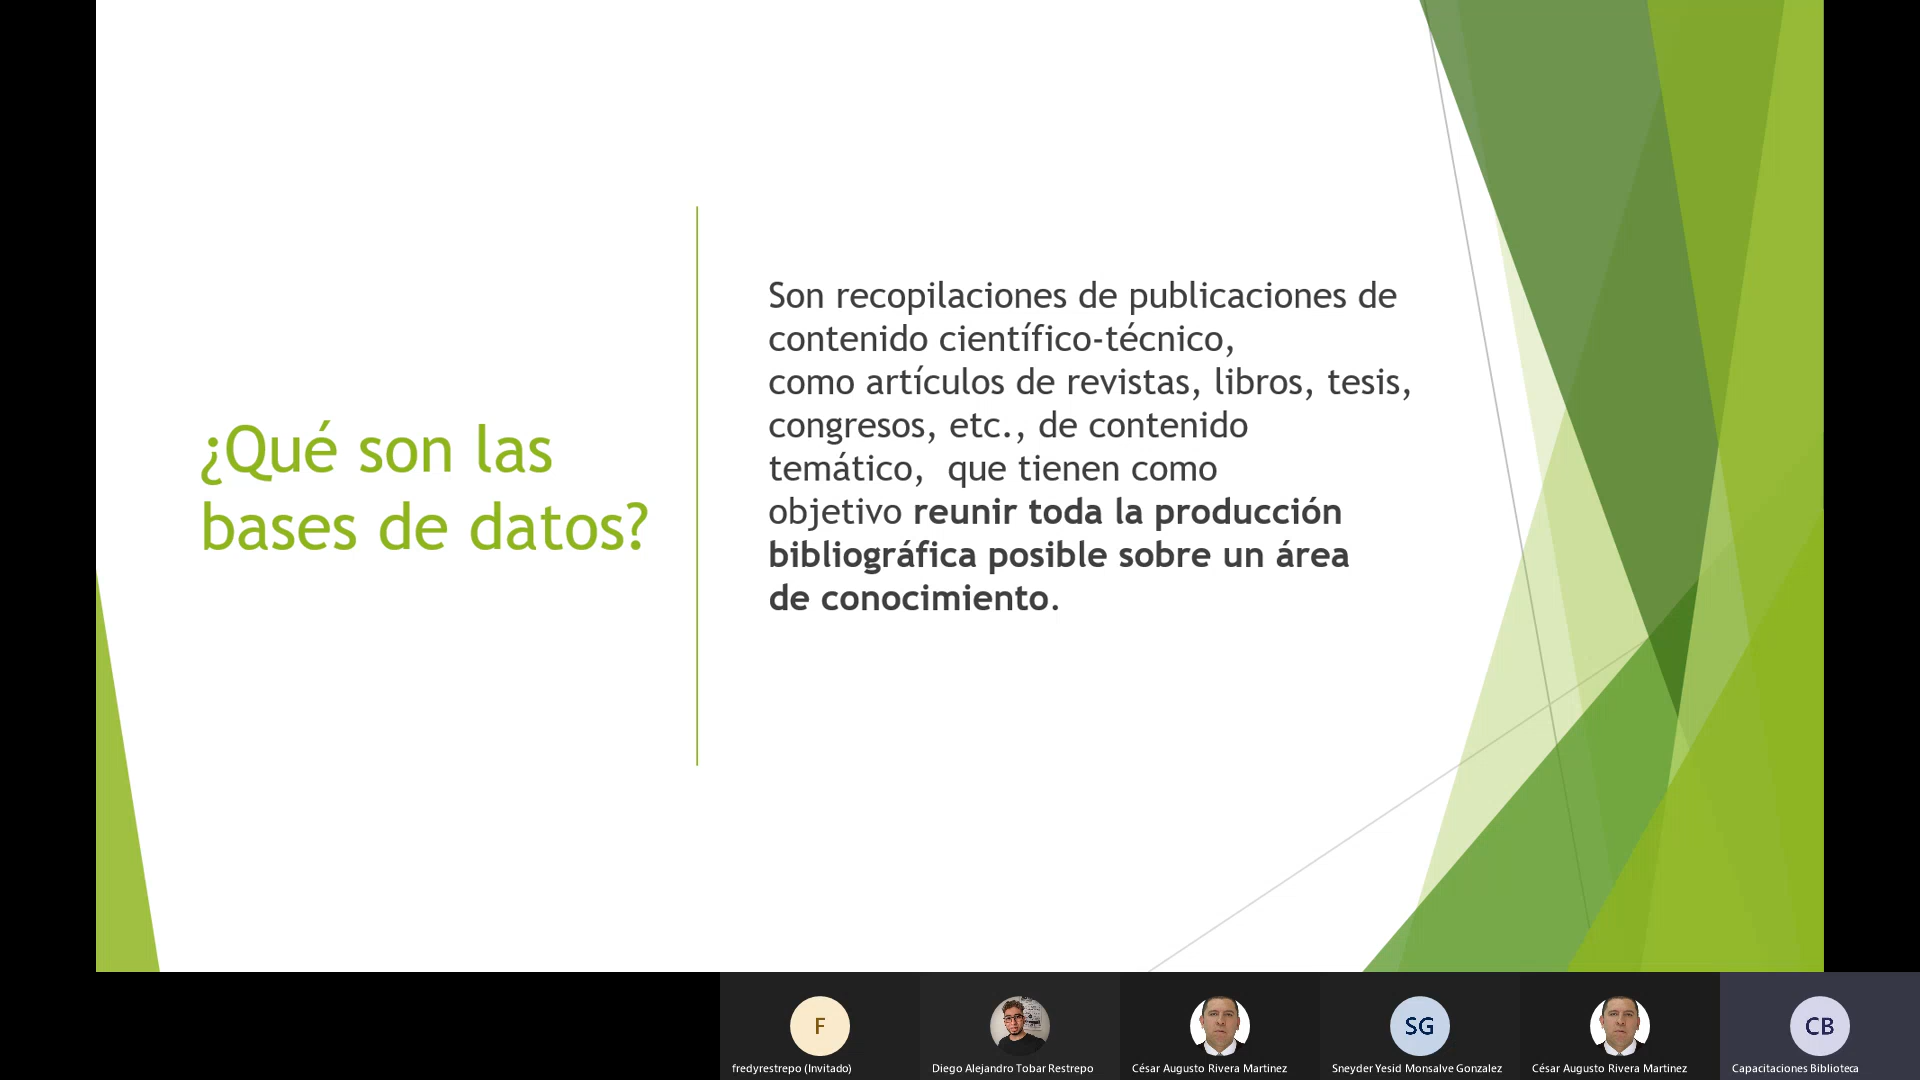 ¿Qué son las
bases de datos?
Son recopilaciones de publicaciones de
contenido científico-técnico,
como artículos de revistas, libros, tesis,
congresos, etc., de contenido
temático,  que tienen como
objetivo reunir toda la producción
bibliográfica posible sobre un área
de conocimiento.
F
SG
CB
fredyrestrepo (Invitado)
Diego Alejandro Tobar Restrepo
César Augusto Rivera Martinez
Sneyder Yesid Monsalve Gonzalez
César Augusto Rivera Martinez
Capacitaciones Biblioteca